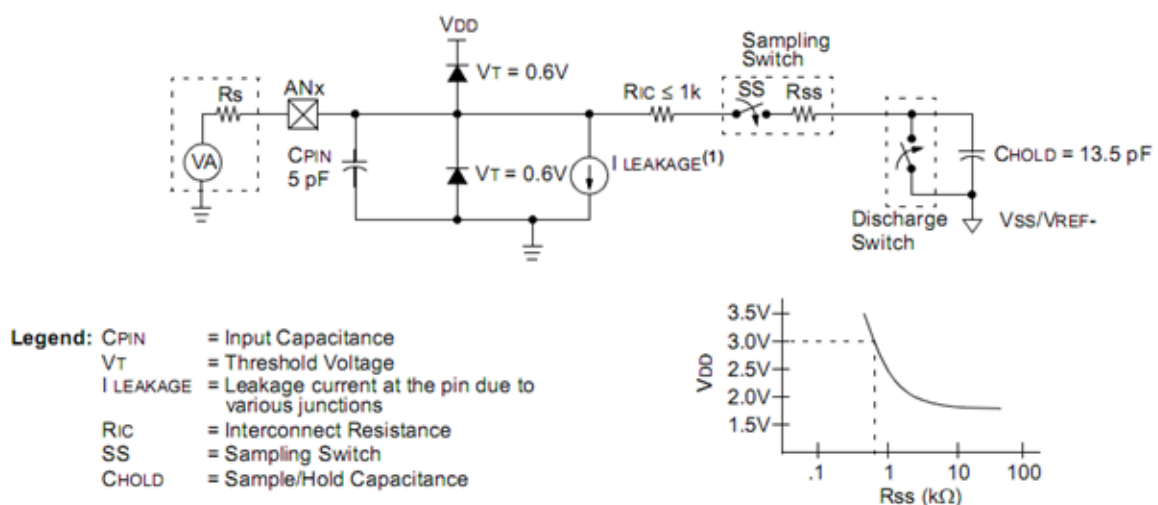 VDD
Sampling
Switch
VT = 0.6V
Rs
ANx
RIC ≤ 1k
SS
Rss
VA
CPIN
5 pF
VT = 0.6V
I LEAKAGE(1)
CHOLD = 13.5 pF
Discharge
Switch
VSS/VREF-
Legend: CPIN = Input Capacitance
VT = Threshold Voltage
I LEAKAGE = Leakage current at the pin due to
various junctions
RIC = Interconnect Resistance
SS = Sampling Switch
CHOLD = Sample/Hold Capacitance
VDD
3.5V
3.0V
2.5V
2.0V
1.5V
.1 1 10 100
Rss (kΩ)